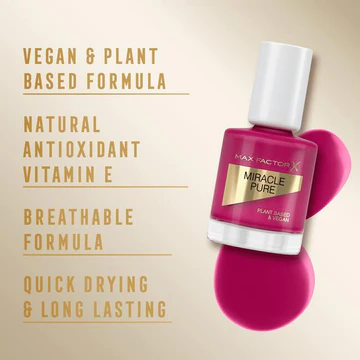 VEGAN & PLANT
BASED FORMULA
NATURAL
ANTIOXIDANT
VITAMIN E
BREATHABLE
FORMULA
QUICK DRYING
& LONG LASTING
MAX FACTOR X
MIRACLE
PURE
PLANT BASED
& VEGAN